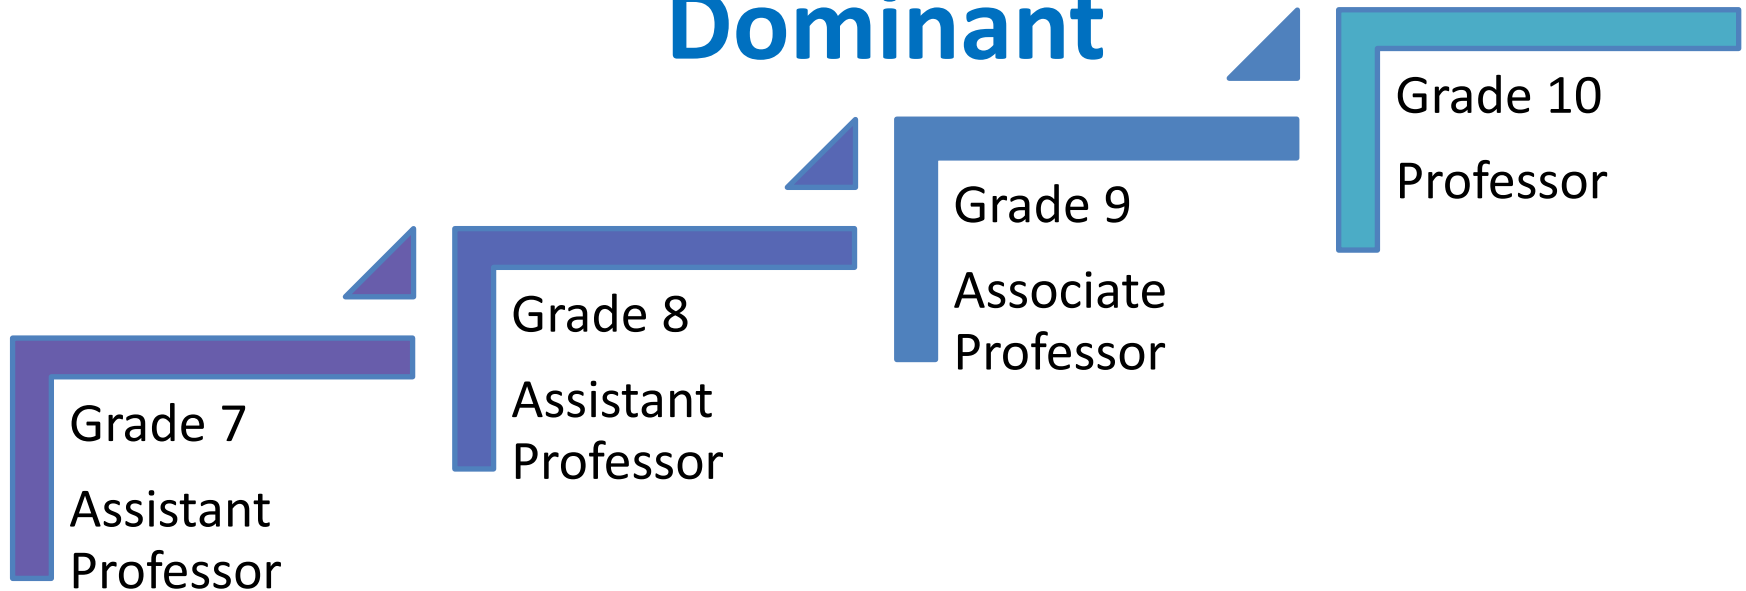 Dominant
Grade 7
Assistant
Professor
Grade 8
Assistant
Professor
Grade 9
Associate
Professor
Grade 10
Professor